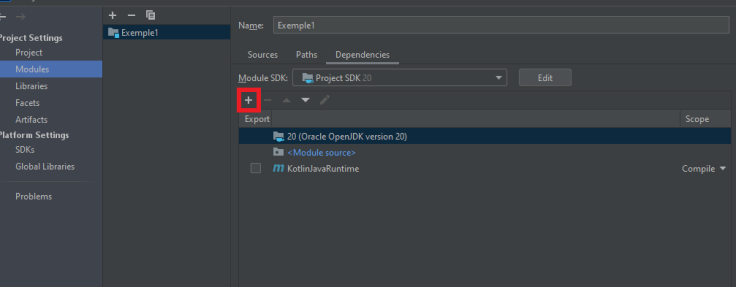 Project Settings
Project
Modules
Libraries
Facets
Artifacts
Platform Settings
SDKs
Global Libraries
Problems
Exemple1
Name: Exemple1
Sources Paths Dependencies
Module SDK: Project SDK 20 Edit
Export Scope
20 (Oracle OpenJDK version 20)
<Module source>
KotlinJavaRuntime Compile